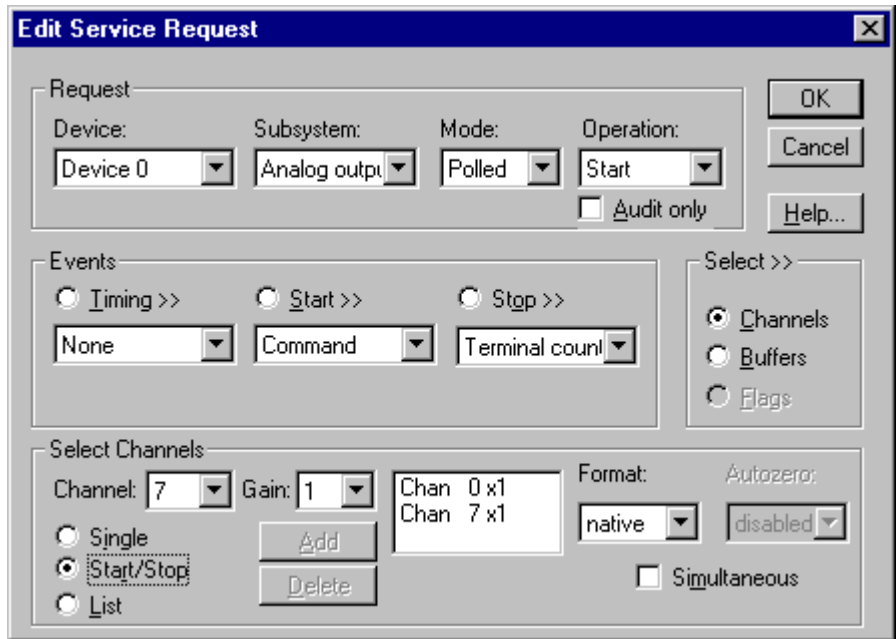 Edit Service Request
Request
OK
Device:
Subsystem:
Mode:
Operation:
Device 0
Analog outpu
Polled
Start
Cancel
Audit only
Help...
Events
Select >>
Timing >>
Start >>
Stop >>
None
Command
Terminal count
Channels
Buffers
Flags
Select Channels
Channel: 7
Gain: 1
Chan 0 x1
Chan 7 x1
Format:
Autozero:
native
disabled
Single
Start/Stop
List
Add
Delete
Simultaneous